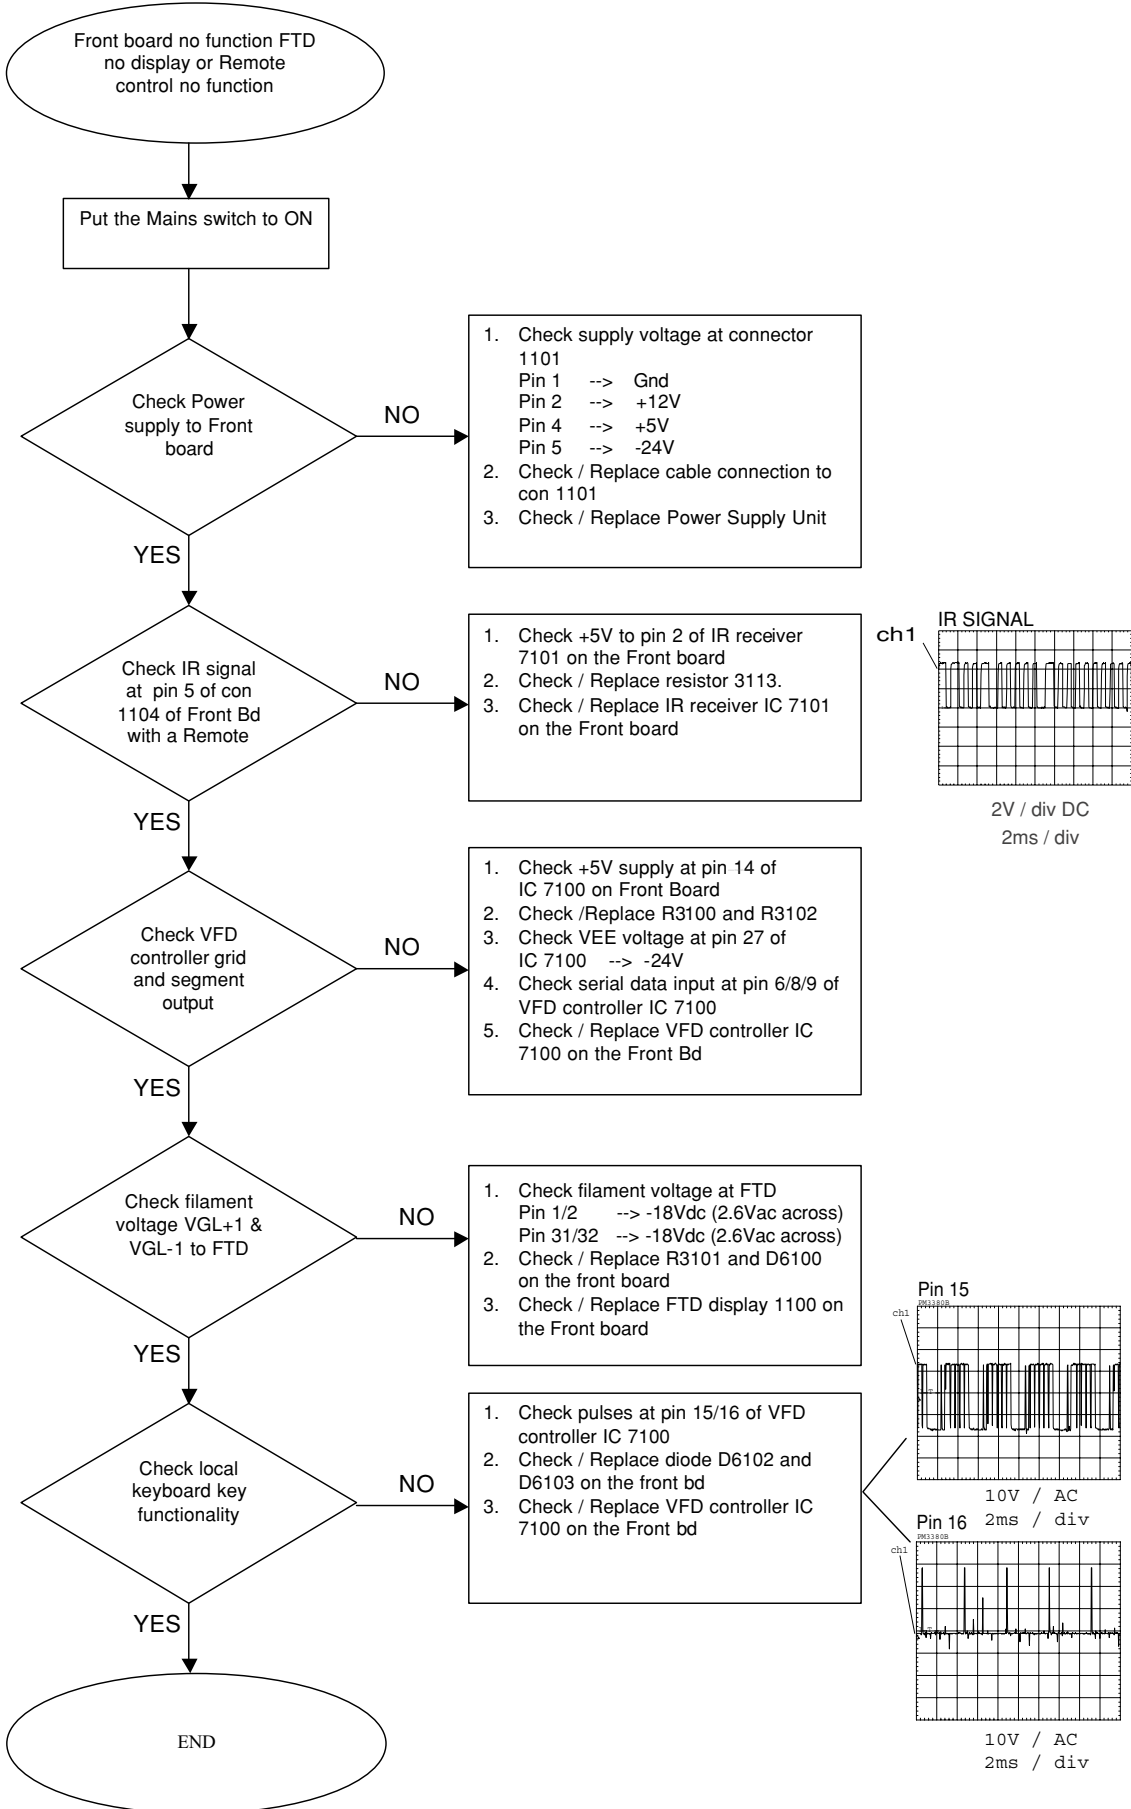 Front board no function FTD
no display or Remote
control no function
Put the Mains switch to ON
Check Power
supply to Front
board
NO
1. Check supply voltage at connector
1101
Pin 1 --> Gnd
Pin 2 --> +12V
Pin 4 --> +5V
Pin 5 --> -24V
2. Check / Replace cable connection to
con 1101
3. Check / Replace Power Supply Unit
YES
Check IR signal
at pin 5 of con
1104 of Front Bd
with a Remote
NO
1. Check +5V to pin 2 of IR receiver
7101 on the Front board
2. Check / Replace resistor 3113.
3. Check / Replace IR receiver IC 7101
on the Front board
IR SIGNAL
ch1
2V / div DC
2ms / div
YES
Check VFD
controller grid
and segment
output
NO
1. Check +5V supply at pin 14 of
IC 7100 on Front Board
2. Check /Replace R3100 and R3102
3. Check VEE voltage at pin 27 of
IC 7100 --> -24V
4. Check serial data input at pin 6/8/9 of
VFD controller IC 7100
5. Check / Replace VFD controller IC
7100 on the Front Bd
YES
Check filament
voltage VGL+1 &
VGL-1 to FTD
NO
1. Check filament voltage at FTD
Pin 1/2 --> -18Vdc (2.6Vac across)
Pin 31/32 --> -18Vdc (2.6Vac across)
2. Check / Replace R3101 and D6100
on the front board
3. Check / Replace FTD display 1100 on
the Front board
YES
Check local
keyboard key
functionality
NO
1. Check pulses at pin 15/16 of VFD
controller IC 7100
2. Check / Replace diode D6102 and
D6103 on the front bd
3. Check / Replace VFD controller IC
7100 on the Front bd
Pin 15
PM3380B
ch1
10V / AC
2ms / div
Pin 16
PM3380B
ch1
10V / AC
2ms / div
YES
END